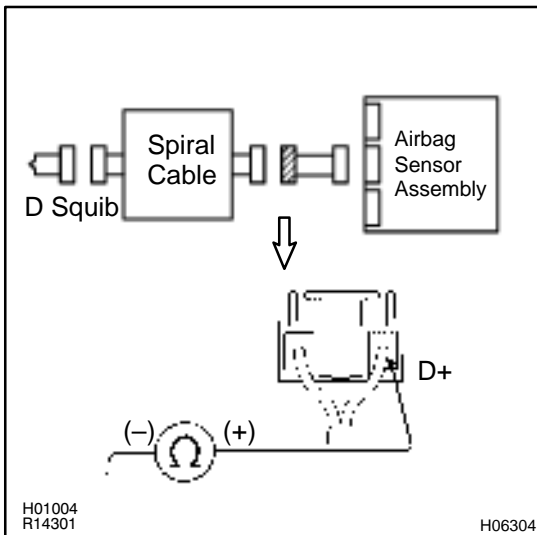 Spiral
Cable
Airbag
Sensor
Assembly
D Squib
D+
(–)
Ω
(+)
H01004
R14301
H06304